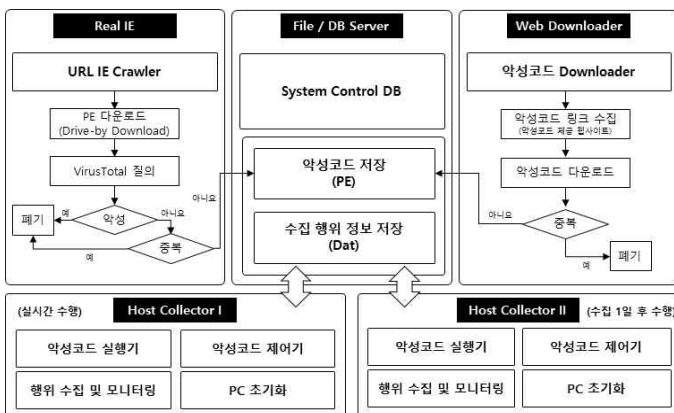 Real IE
URL IE Crawler
PE 다운로드
(Drive-by Download)
VirusTotal 질의
악성
예
아니요
폐기
중복
예
아니요
File / DB Server
System Control DB
악성코드 저장
(PE)
수집 행위 정보 저장
(Dat)
Web Downloader
악성코드 Downloader
악성코드 링크 수집
(악성코드 제공 웹사이트)
악성코드 다운로드
중복
아니요
예
폐기
(실시간 수행)
Host Collector I
악성코드 실행기
악성코드 제어기
행위 수집 및 모니터링
PC 초기화
Host Collector II
(수집 1일 후 수행)
악성코드 실행기
악성코드 제어기
행위 수집 및 모니터링
PC 초기화